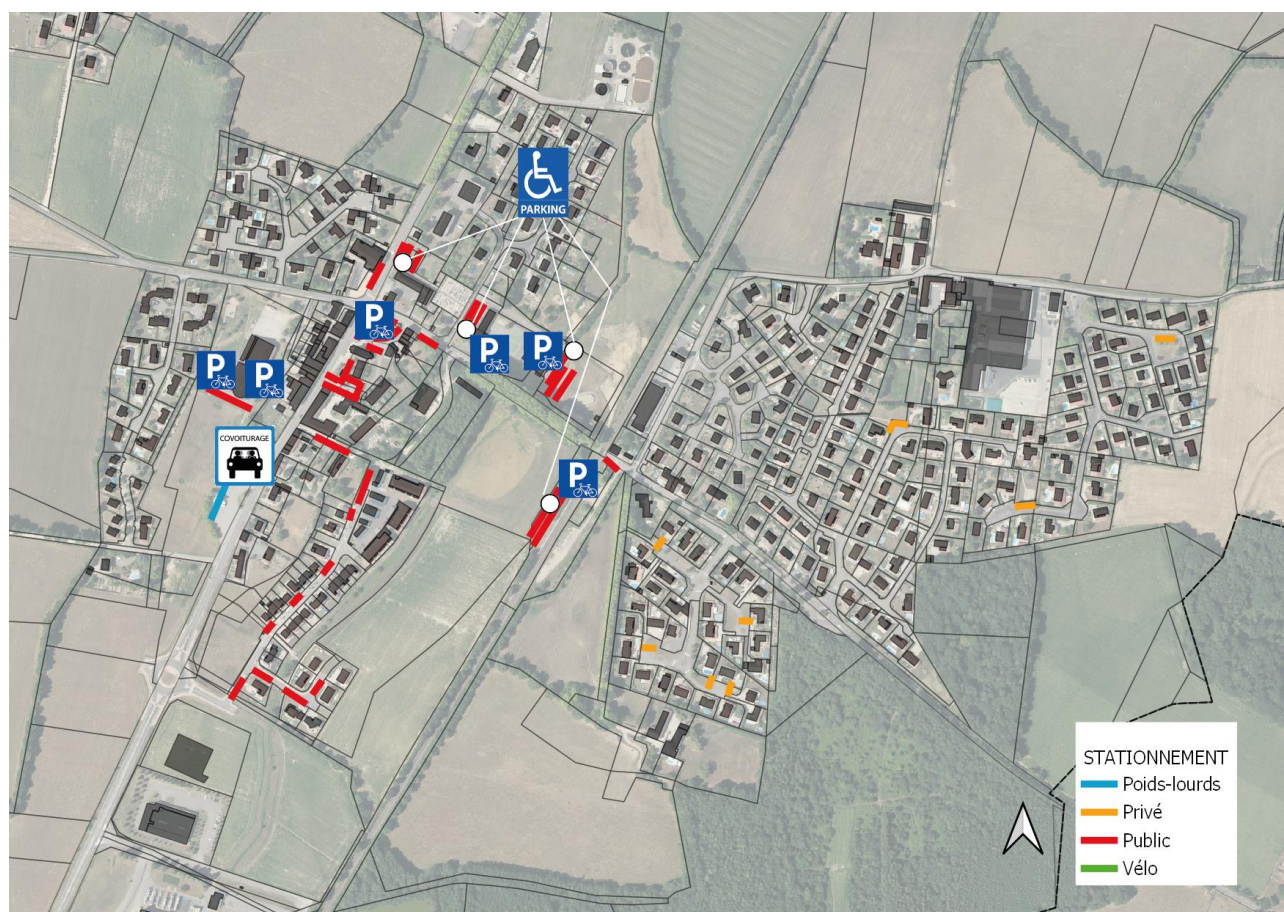 PARKING
P
P
P
P
P
COVOITURAGE
P
STATIONNEMENT
Poids-lourds
Privé
Public
Vélo